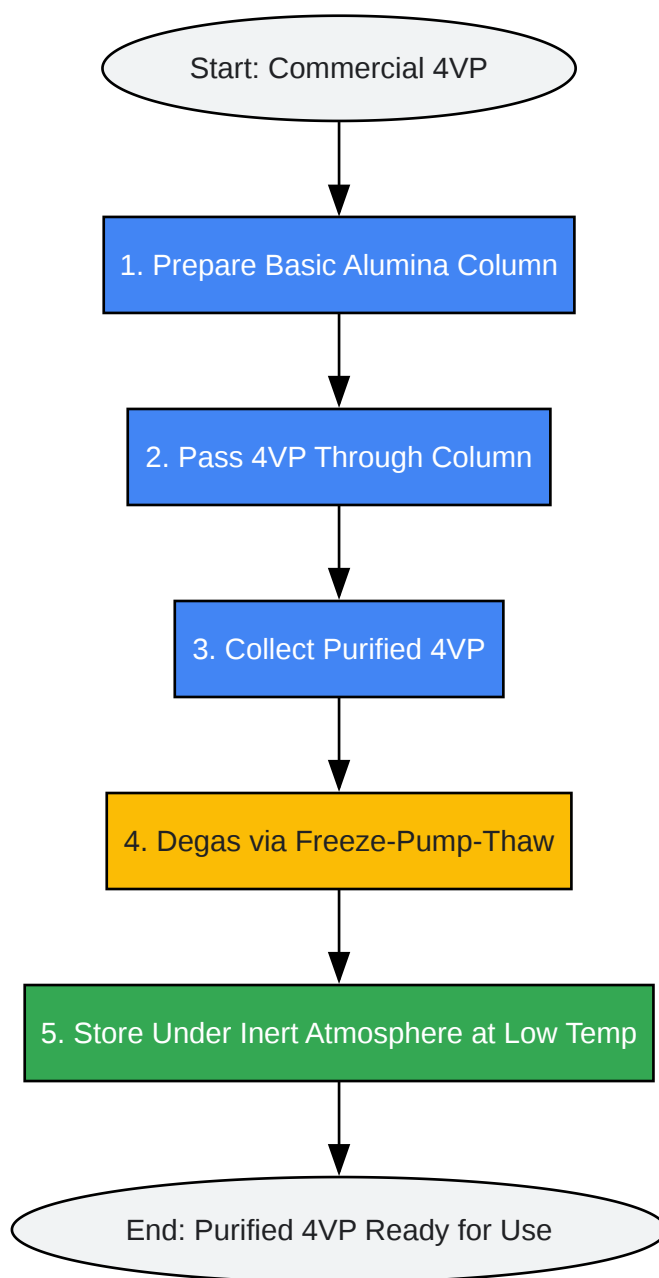 Start: Commercial 4VP
1. Prepare Basic Alumina Column
2. Pass 4VP Through Column
3. Collect Purified 4VP
4. Degas via Freeze-Pump-Thaw
5. Store Under Inert Atmosphere at Low Temp
End: Purified 4VP Ready for Use